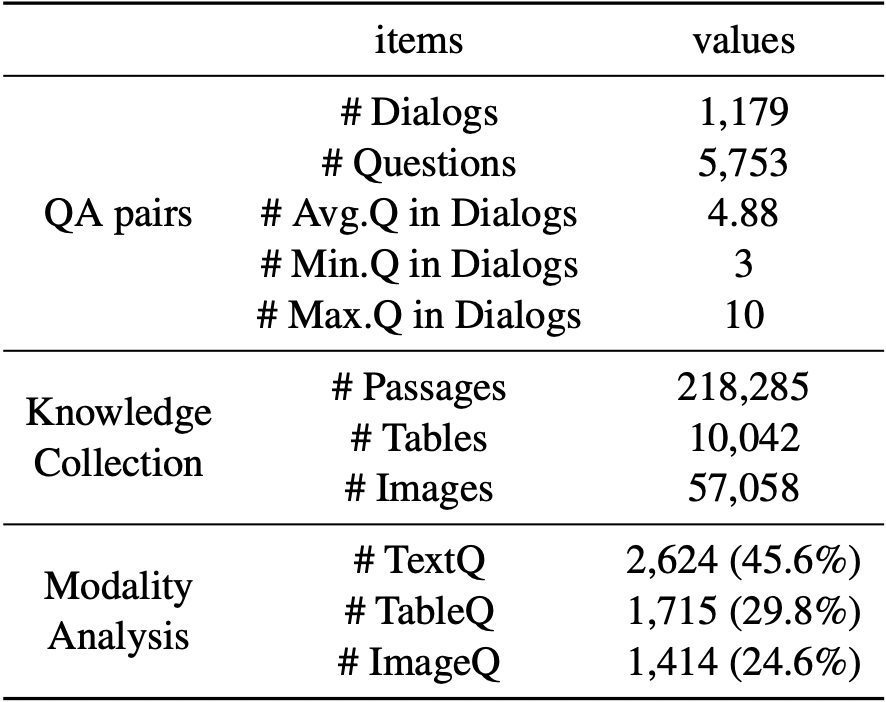 items values
# Dialogs 1,179
# Questions 5,753
QA pairs # Avg.Q in Dialogs 4.88
# Min.Q in Dialogs 3
# Max.Q in Dialogs 10
Knowledge Collection
# Passages 218,285
# Tables 10,042
# Images 57,058
Modality Analysis
# TextQ 2,624 (45.6%)
# TableQ 1,715 (29.8%)
# ImageQ 1,414 (24.6%)